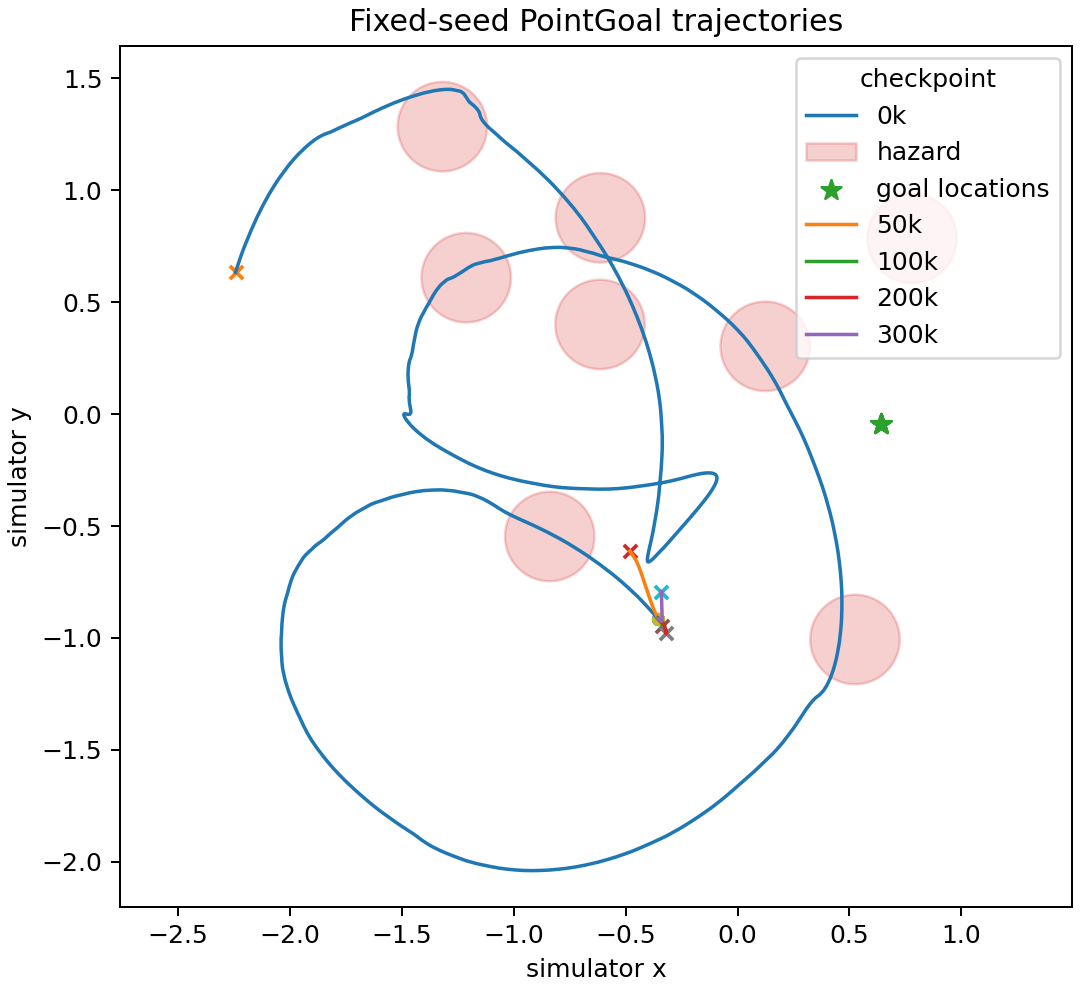 Fixed-seed PointGoal trajectories
checkpoint
0k
hazard
goal locations
50k
100k
200k
300k
1.5
1.0
0.5
0.0
−0.5
−1.0
−1.5
−2.0
simulator y
−2.5
−2.0
−1.5
−1.0
−0.5
0.0
0.5
1.0
simulator x